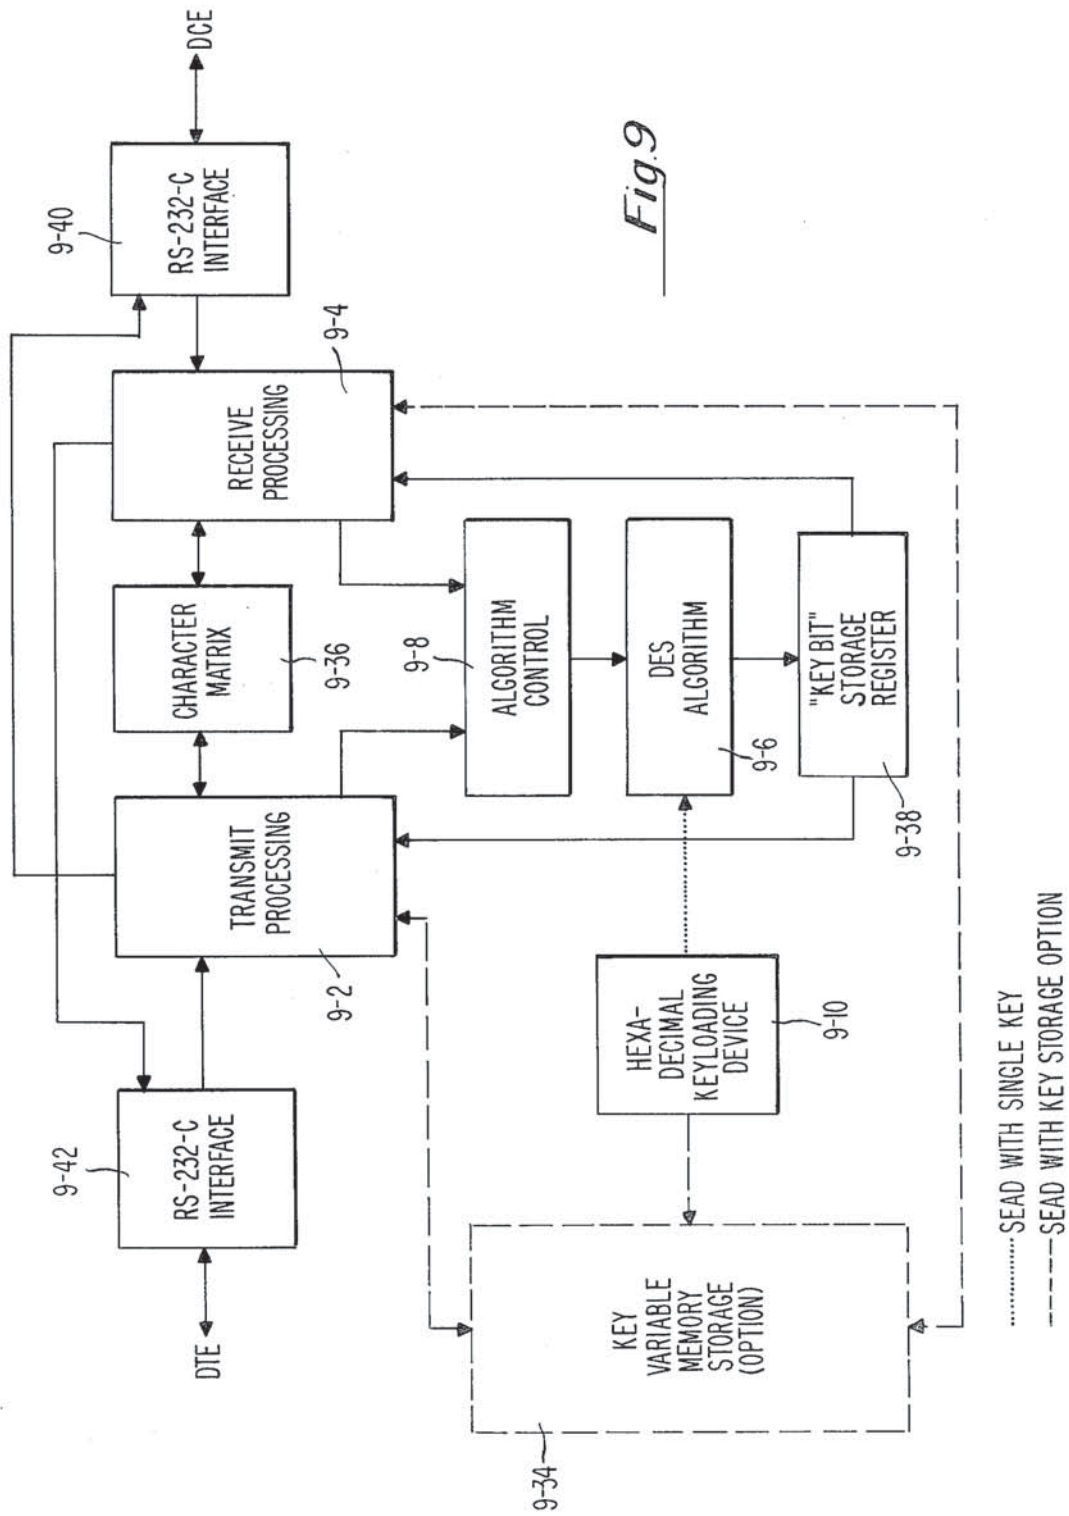 DTE
9-42
RS-232-C
INTERFACE
TRANSMIT
PROCESSING
9-2
CHARACTER
MATRIX
9-36
RECEIVE
PROCESSING
9-4
9-40
RS-232-C
INTERFACE
DCE
9-8
ALGORITHM
CONTROL
DES
ALGORITHM
9-6
"KEY BIT"
STORAGE
REGISTER
9-38
HEXA-
DECIMAL
KEYLOADING
DEVICE
9-10
KEY
VARIABLE
MEMORY
STORAGE
(OPTION)
9-34
SEAD WITH SINGLE KEY
SEAD WITH KEY STORAGE OPTION
Fig.9